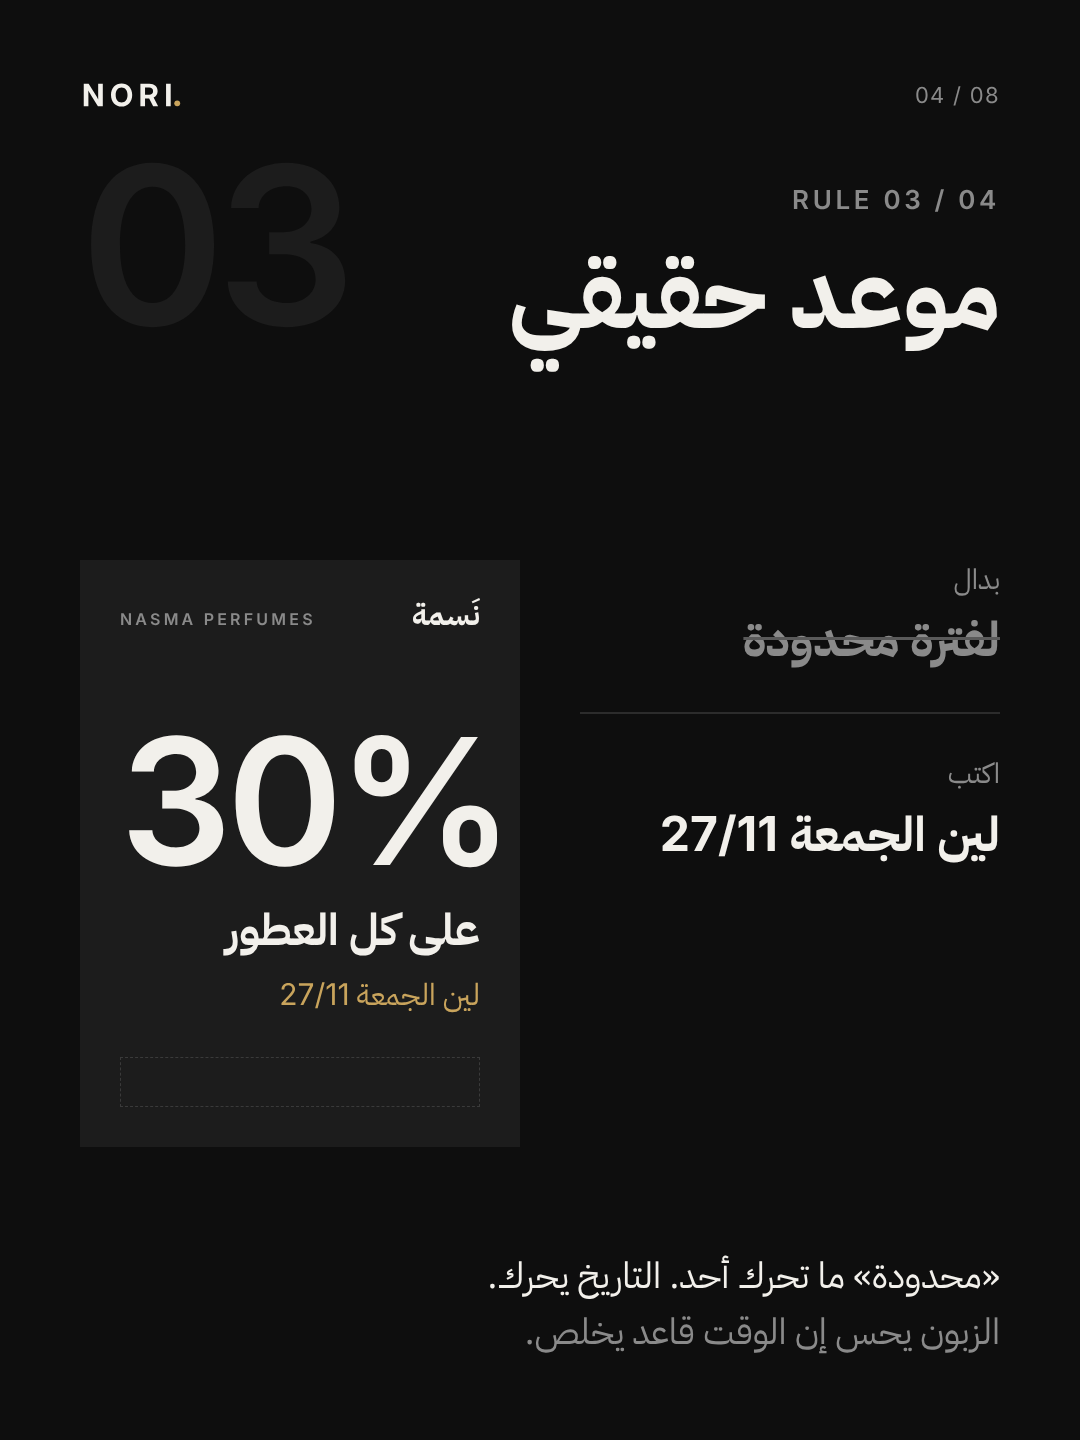 NORI.
04 / 08
03
RULE 03 / 04
موعد حقيقي
بدال
لفترة محدودة
اكتب
لين الجمعة 27/11
نَسمة
NASMA PERFUMES
30%
على كل العطور
لين الجمعة 27/11
«محدودة» ما تحرك أحد. التاريخ يحرك.
الزبون يحس إن الوقت قاعد يخلص.